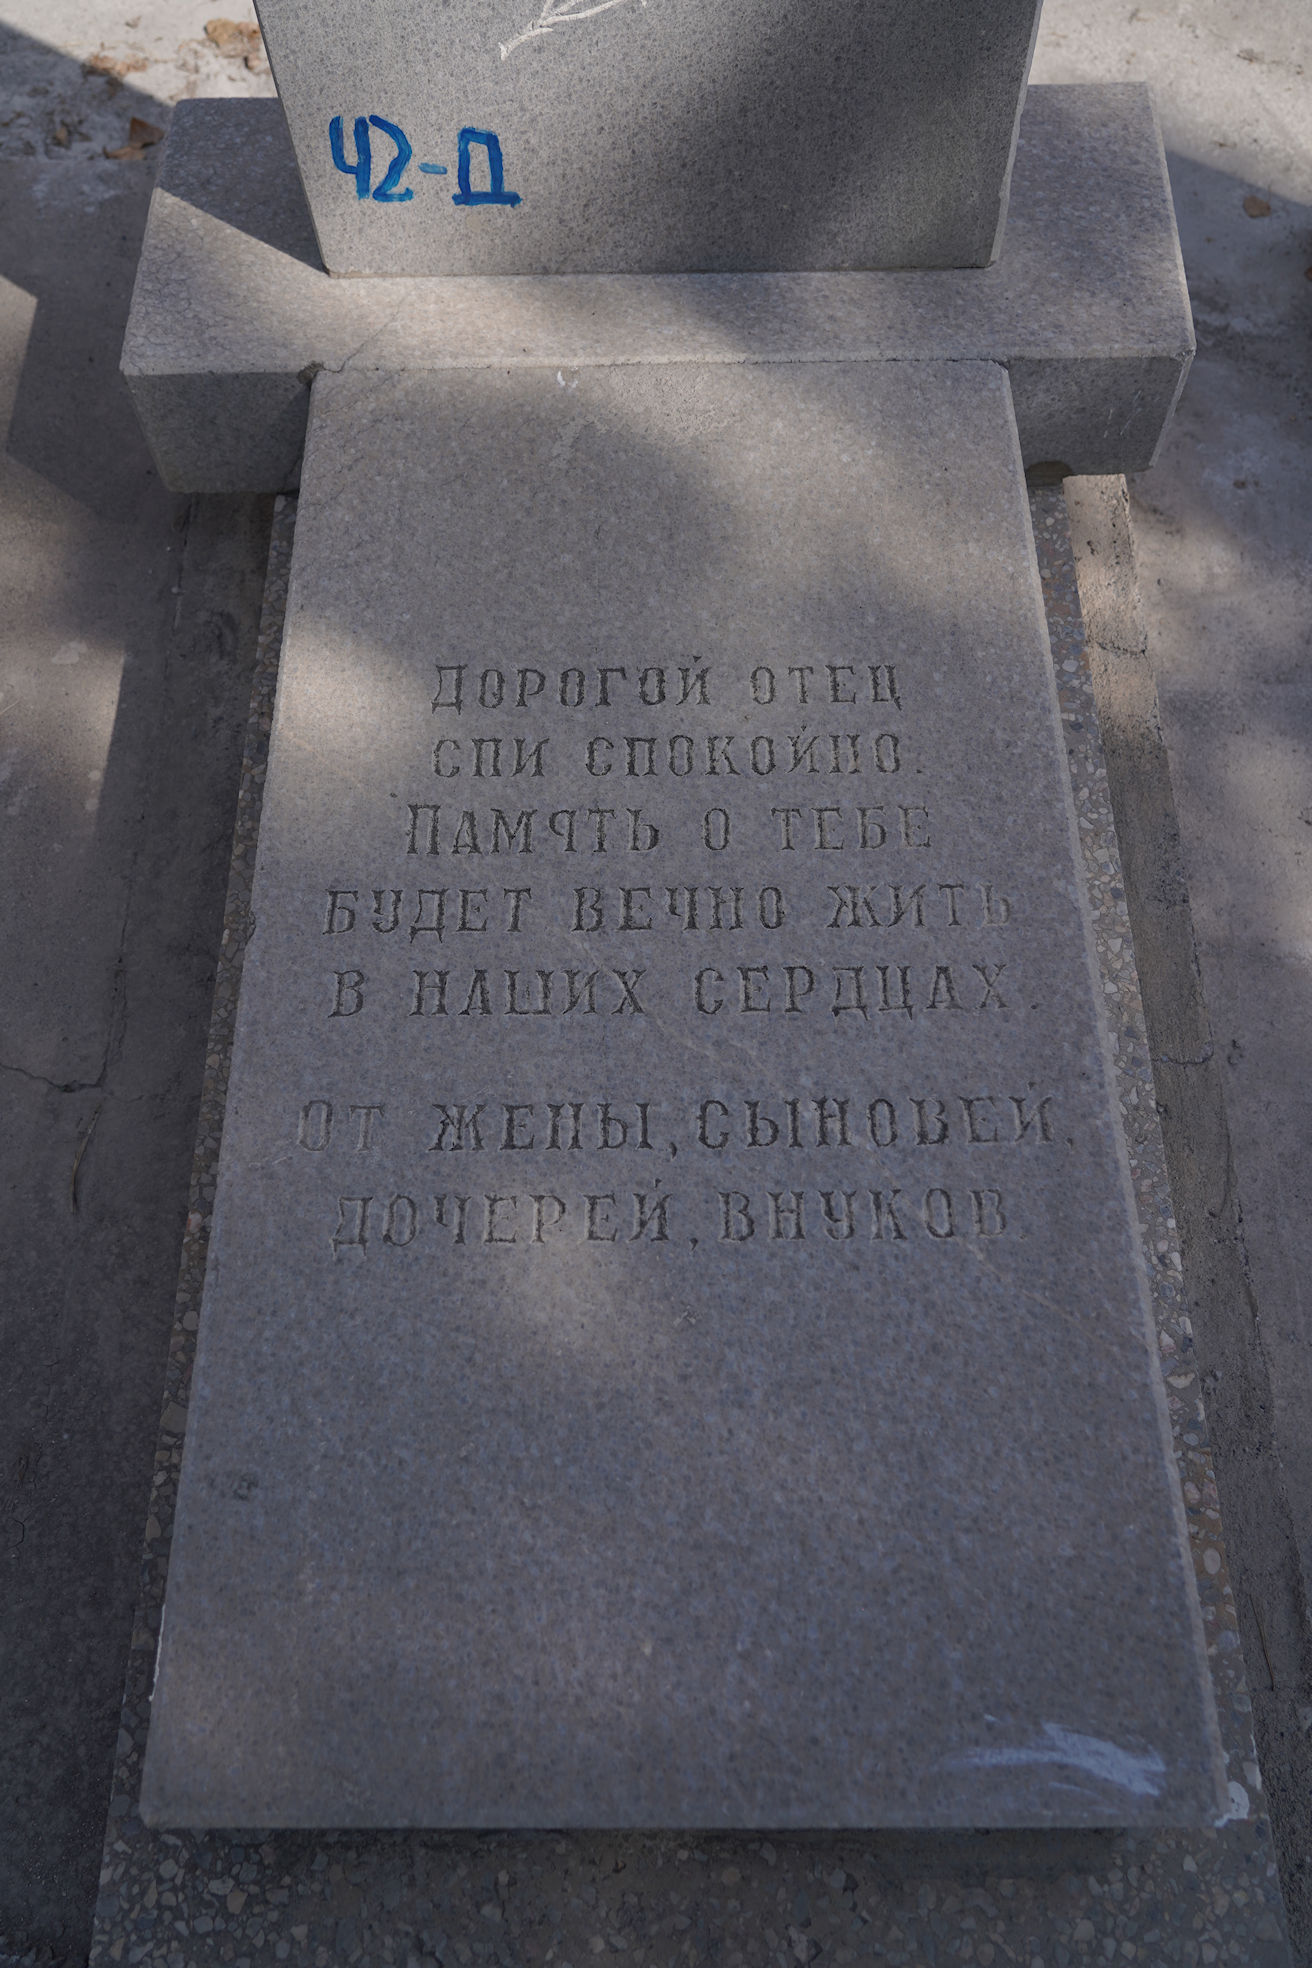 42-Д
ДОРОГОЙ ОТЕЦ
СПИ СПОКОЙНО.
ПАМЯТЬ О ТЕБЕ
БУДЕТ ВЕЧНО ЖИТЬ
В НАШИХ СЕРДЦАХ.
ОТ ЖЕНЫ, СЫНОВЕЙ,
ДОЧЕРЕЙ, ВНУКОВ.